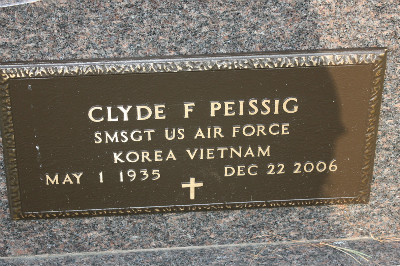 CLYDE F PEISSIG
SMSGT US AIR FORCE
KOREA VIETNAM
MAY 1 1935 DEC 22 2006